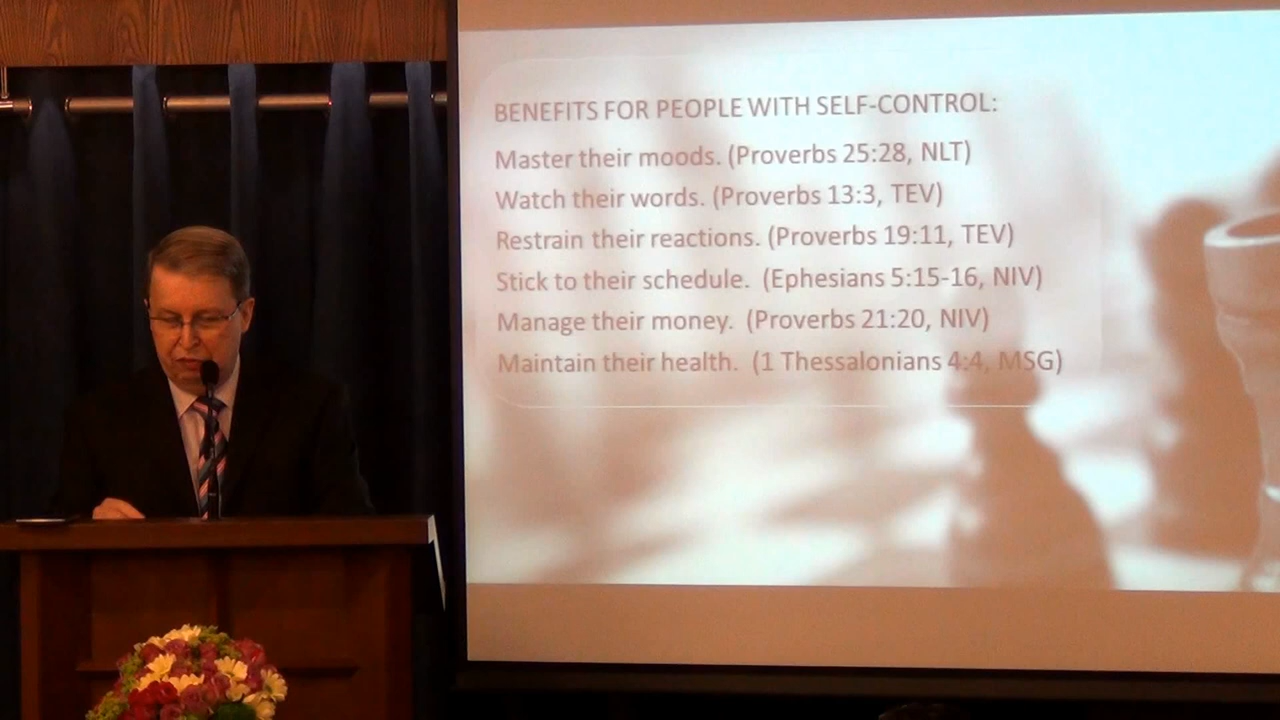 BENEFITS FOR PEOPLE WITH SELF-CONTROL:
Master their moods. (Proverbs 25:28, NLT)
Watch their words. (Proverbs 13:3, TEV)
Restrain their reactions. (Proverbs 19:11, TEV)
Stick to their schedule. (Ephesians 5:15-16, NIV)
Manage their money. (Proverbs 21:20, NIV)
Maintain their health. (1 Thessalonians 4:4, MSG)